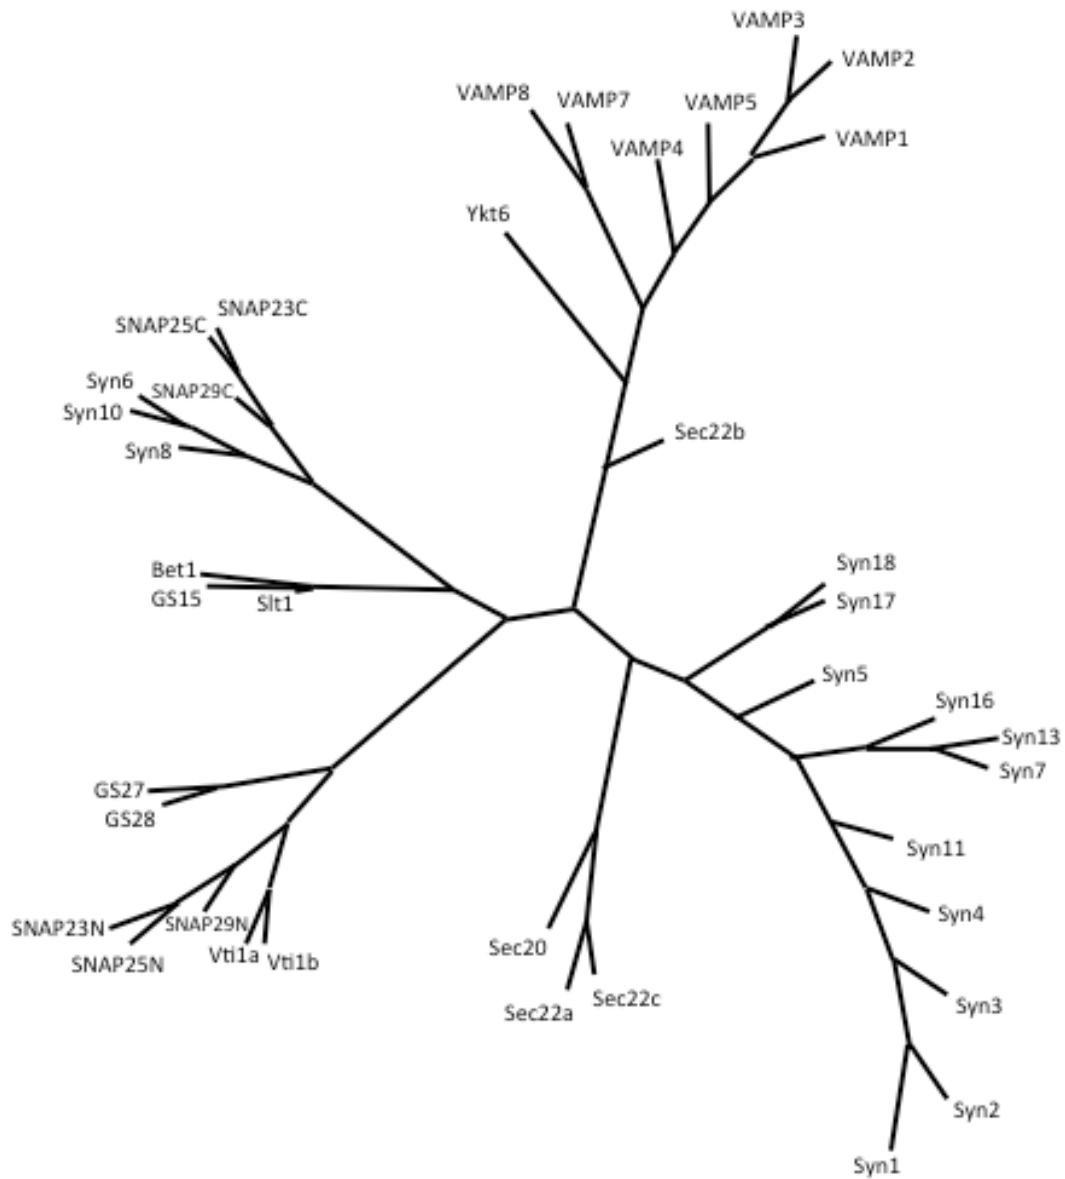 VAMP3
VAMP2
VAMP8
VAMP7
VAMP5
VAMP1
VAMP4
Ykt6
SNAP23C
SNAP25C
Syn6
SNAP29C
Syn10
Syn8
Sec22b
Bet1
GS15
Slt1
Syn18
Syn17
Syn5
Syn16
Syn13
Syn7
GS27
GS28
Syn11
Syn4
SNAP23N
SNAP29N
SNAP25N
Vti1a
Vti1b
Sec20
Sec22a
Sec22c
Syn3
Syn2
Syn1